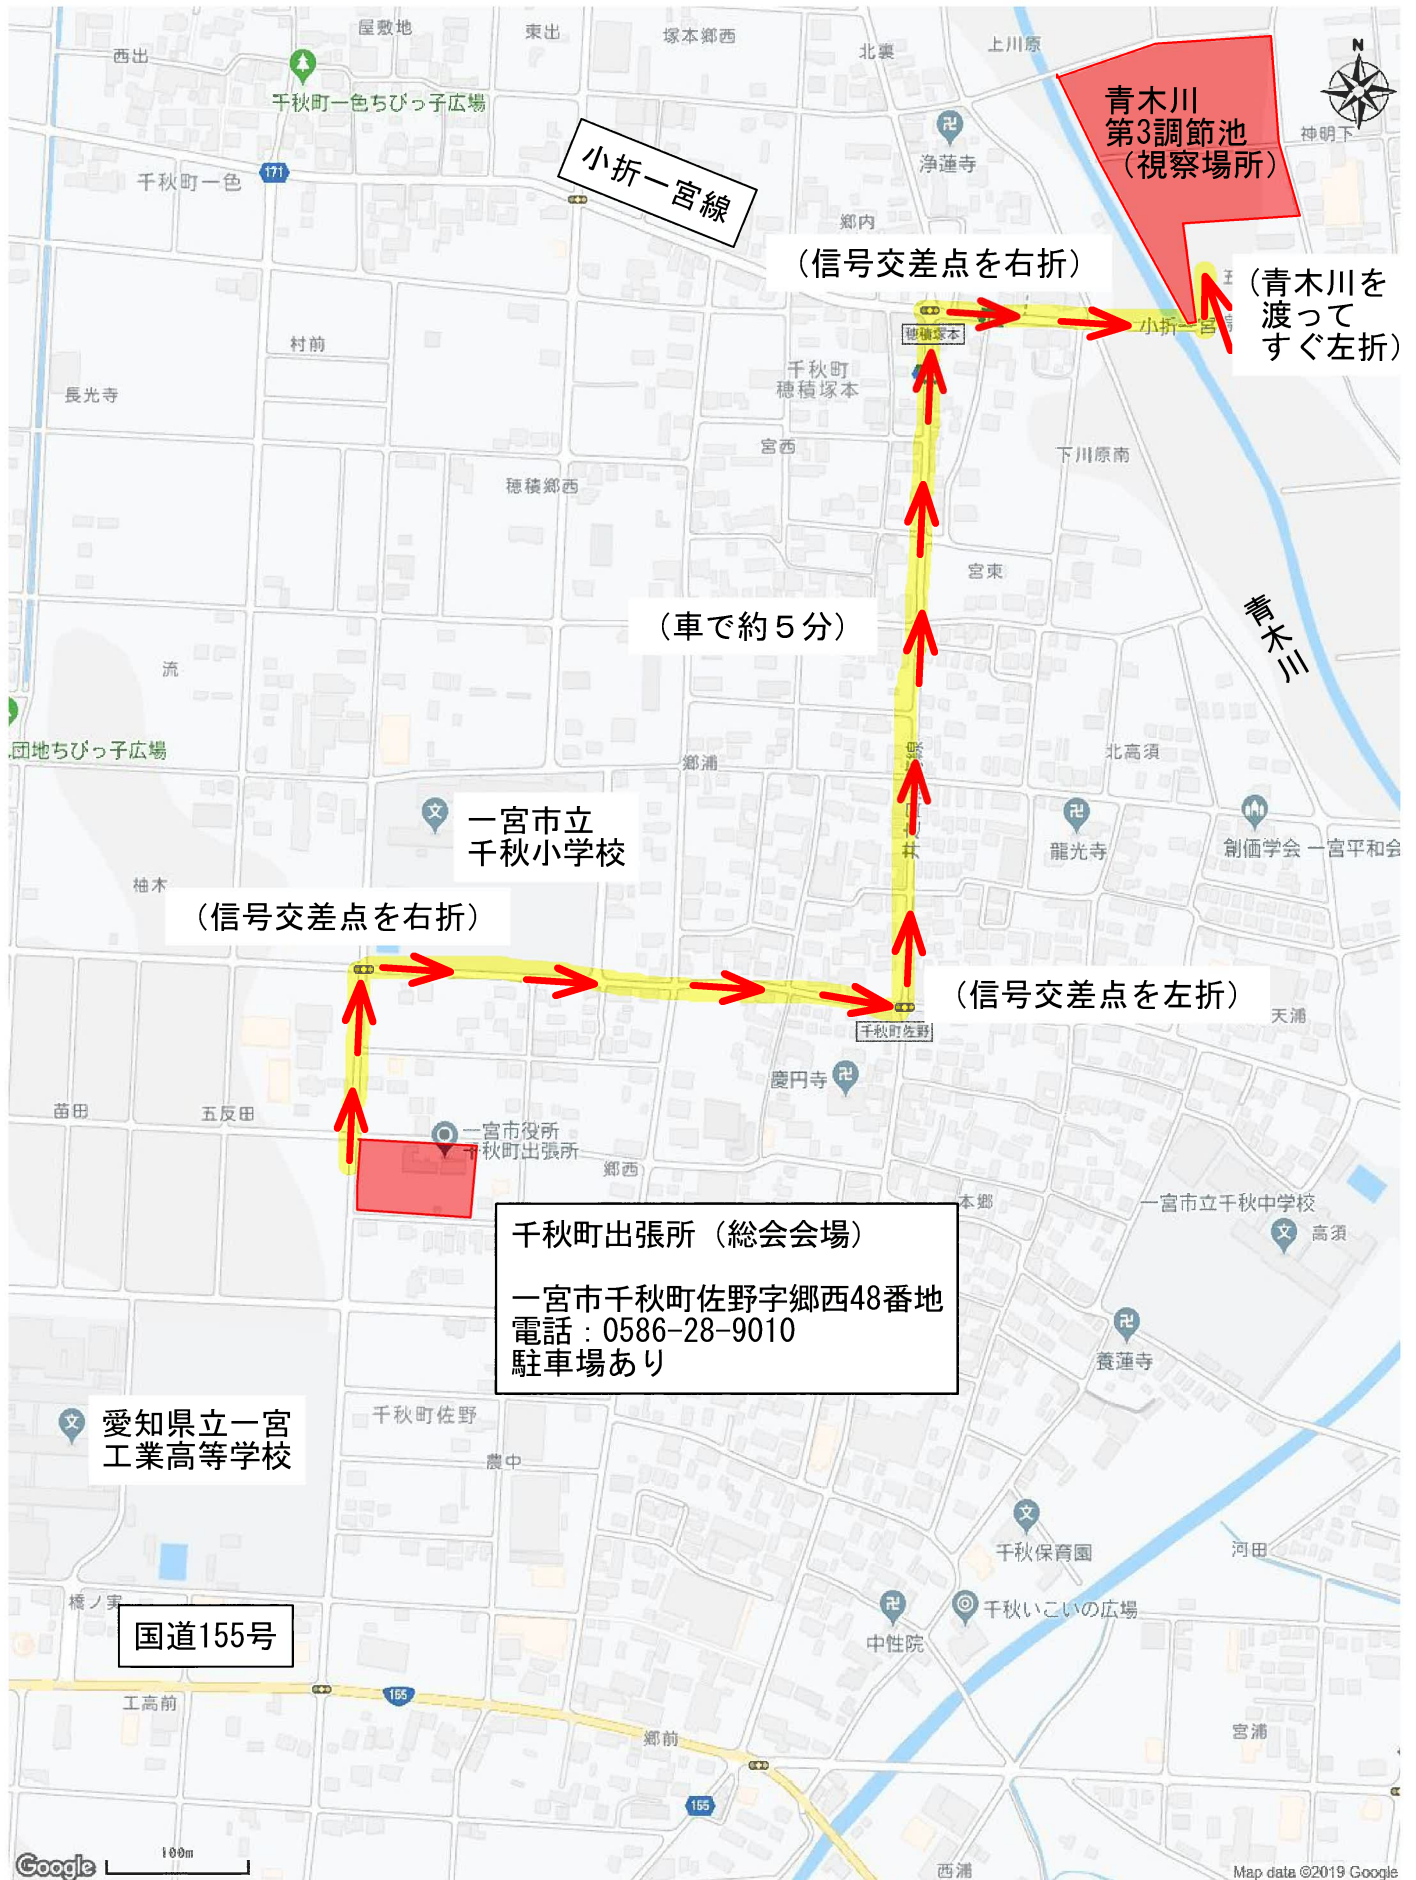 屋敷地
東出
塚本郷西
北裏
上川原
西出
N
千秋町一色ちびっ子広場
青木川
第3調節池
（視察場所）
神明下
浄蓮寺
171
千秋町一色
小折一宮線
郷内
（信号交差点を右折）
（青木川を
渡って
すぐ左折）
小折一宮
穂積塚本
村前
千秋町
穂積塚本
長光寺
宮西
下川原南
穂積郷西
宮東
（車で約５分）
青木川
流
団地ちびっ子広場
郷浦
北高須
一宮市立
千秋小学校
龍光寺
創価学会 一宮平和会
柚木
（信号交差点を右折）
（信号交差点を左折）
千秋町佐野
天浦
慶円寺
苗田
五反田
一宮市役所
千秋町出張所
郷西
本郷
一宮市立千秋中学校
高須
千秋町出張所（総会会場）
一宮市千秋町佐野字郷西48番地
電話：0586-28-9010
駐車場あり
養蓮寺
愛知県立一宮
工業高等学校
千秋町佐野
農中
千秋保育園
河田
橋ノ実
千秋いこいの広場
国道155号
中性院
155
工高前
郷前
宮浦
155
100m
Google
西浦
Map data ©2019 Google